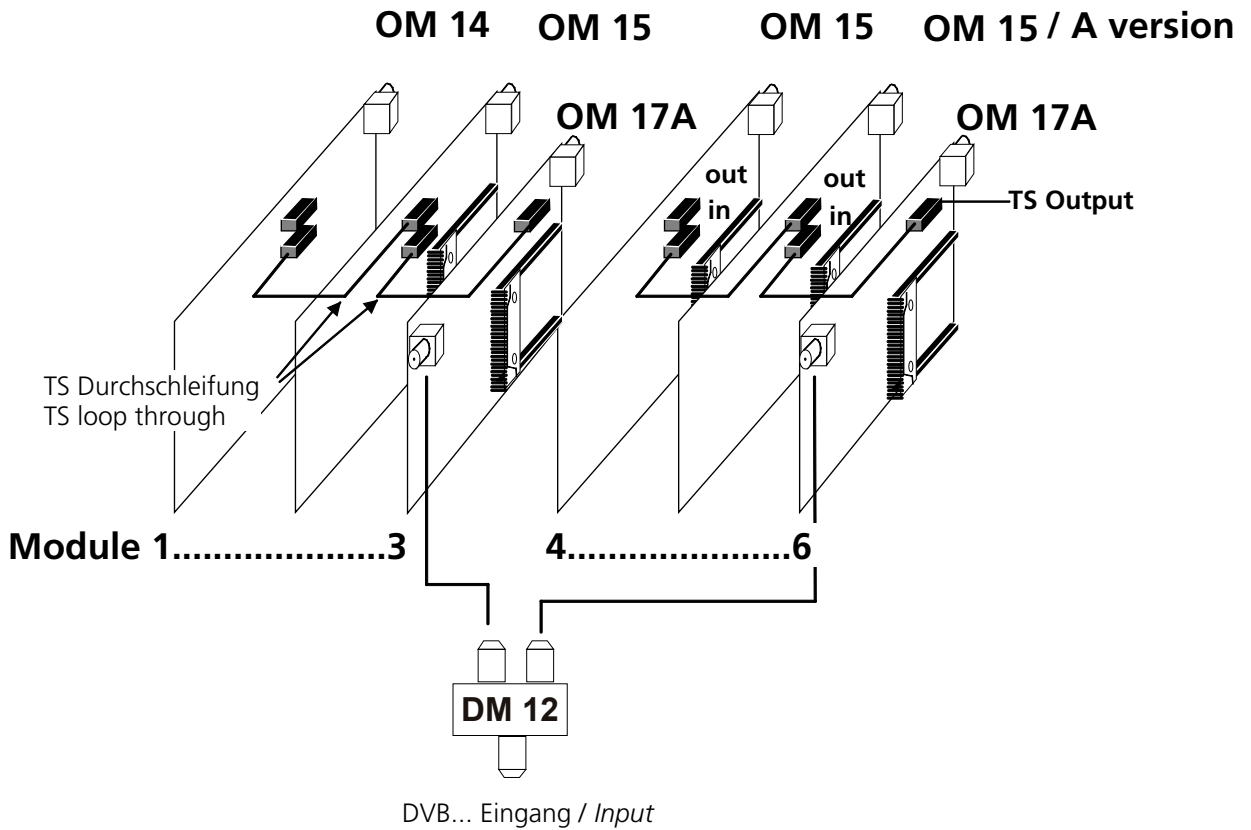 OM 14 OM 15 OM 15 OM 15 / A version
OM 17A OM 17A
out out
in in
TS Output
TS Durchschleifung
TS loop through
Module 1....................3 4.....................6
DM 12
DVB... Eingang / Input